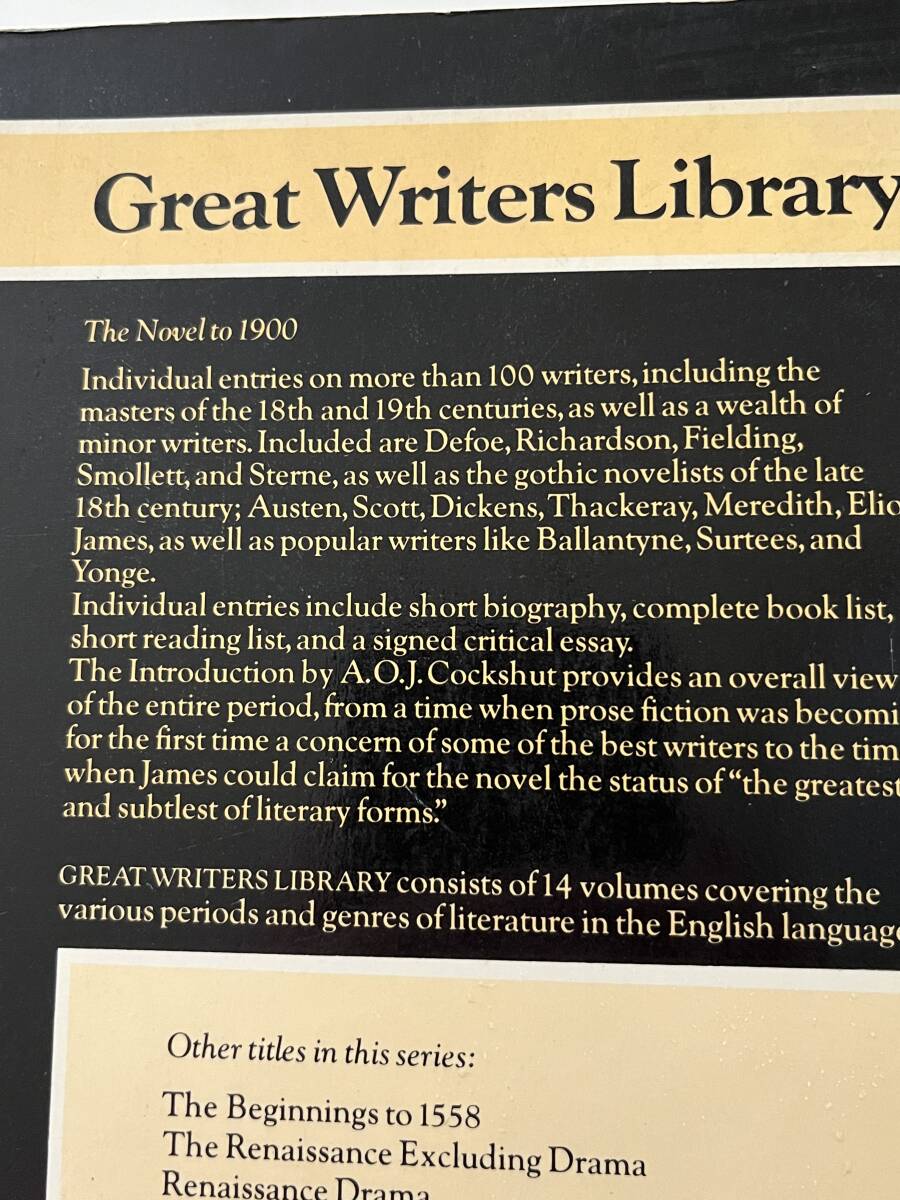 Great Writers Library
The Novel to 1900
Individual entries on more than 100 writers, including the
masters of the 18th and 19th centuries, as well as a wealth of
minor writers. Included are Defoe, Richardson, Fielding,
Smollett, and Sterne, as well as the gothic novelists of the late
18th century; Austen, Scott, Dickens, Thackeray, Meredith, Elio
James, as well as popular writers like Ballantyne, Surtees, and
Yonge.
Individual entries include short biography, complete book list,
short reading list, and a signed critical essay.
The Introduction by A.O.J. Cockshut provides an overall view
of the entire period, from a time when prose fiction was becomi
for the first time a concern of some of the best writers to the tim
when James could claim for the novel the status of “the greatest
and subtlest of literary forms.”
GREAT WRITERS LIBRARY consists of 14 volumes covering the
various periods and genres of literature in the English language
Other titles in this series:
The Beginnings to 1558
The Renaissance Excluding Drama
Renaissance Drama